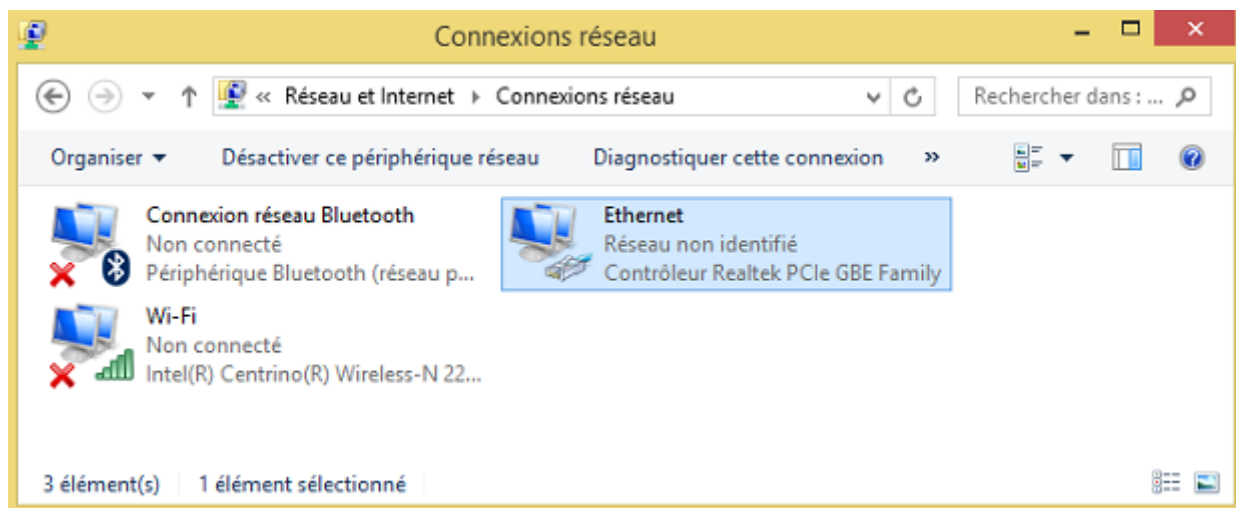 Connexions réseau
« Réseau et Internet Connexions réseau
Rechercher dans : ...
Organiser Désactiver ce périphérique réseau Diagnostiquer cette connexion »
Connexion réseau Bluetooth
Non connecté
Périphérique Bluetooth (réseau p...
Ethernet
Réseau non identifié
Contrôleur Realtek PCIe GBE Family
Wi-Fi
Non connecté
Intel(R) Centrino(R) Wireless-N 22...
3 élément(s) 1 élément sélectionné